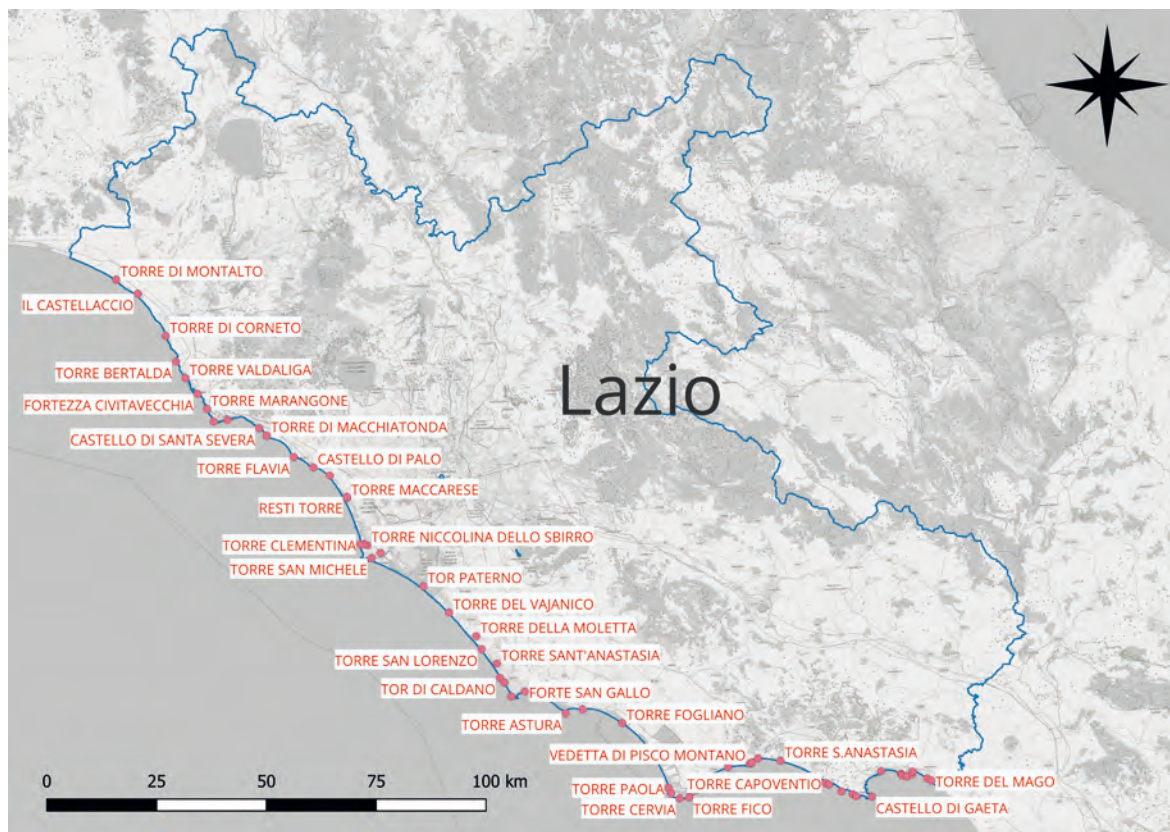 TORRE DI MONTALTO
IL CASTELLACCIO
TORRE DI CORNETO
TORRE BERTALDA
TORRE VALDALIGA
FORTEZZA CIVITAVECCHIA
TORRE MARANGONE
Lazio
CASTELLO DI SANTA SEVERA
TORRE DI MACCHIATONDA
TORRE FLAVIA
CASTELLO DI PALO
TORRE MACCARESE
RESTI TORRE
TORRE CLEMENTINA
TORRE NICCOLINA DELLO SBIRRO
TORRE SAN MICHELE
TOR PATERNO
TORRE DEL VAJANICO
TORRE DELLA MOLETTA
TORRE SAN LORENZO
TORRE SANT'ANASTASIA
TOR DI CALDANO
FORTE SAN GALLO
TORRE ASTURA
TORRE FOGLIANO
VEDETTA DI PISCO MONTANO
TORRE S.ANASTASIA
TORRE PAOLA
TORRE CAPOVENTIO
TORRE DEL MAGO
TORRE CERVIA
TORRE FICO
CASTELLO DI GAETA
0 25 50 75 100 km